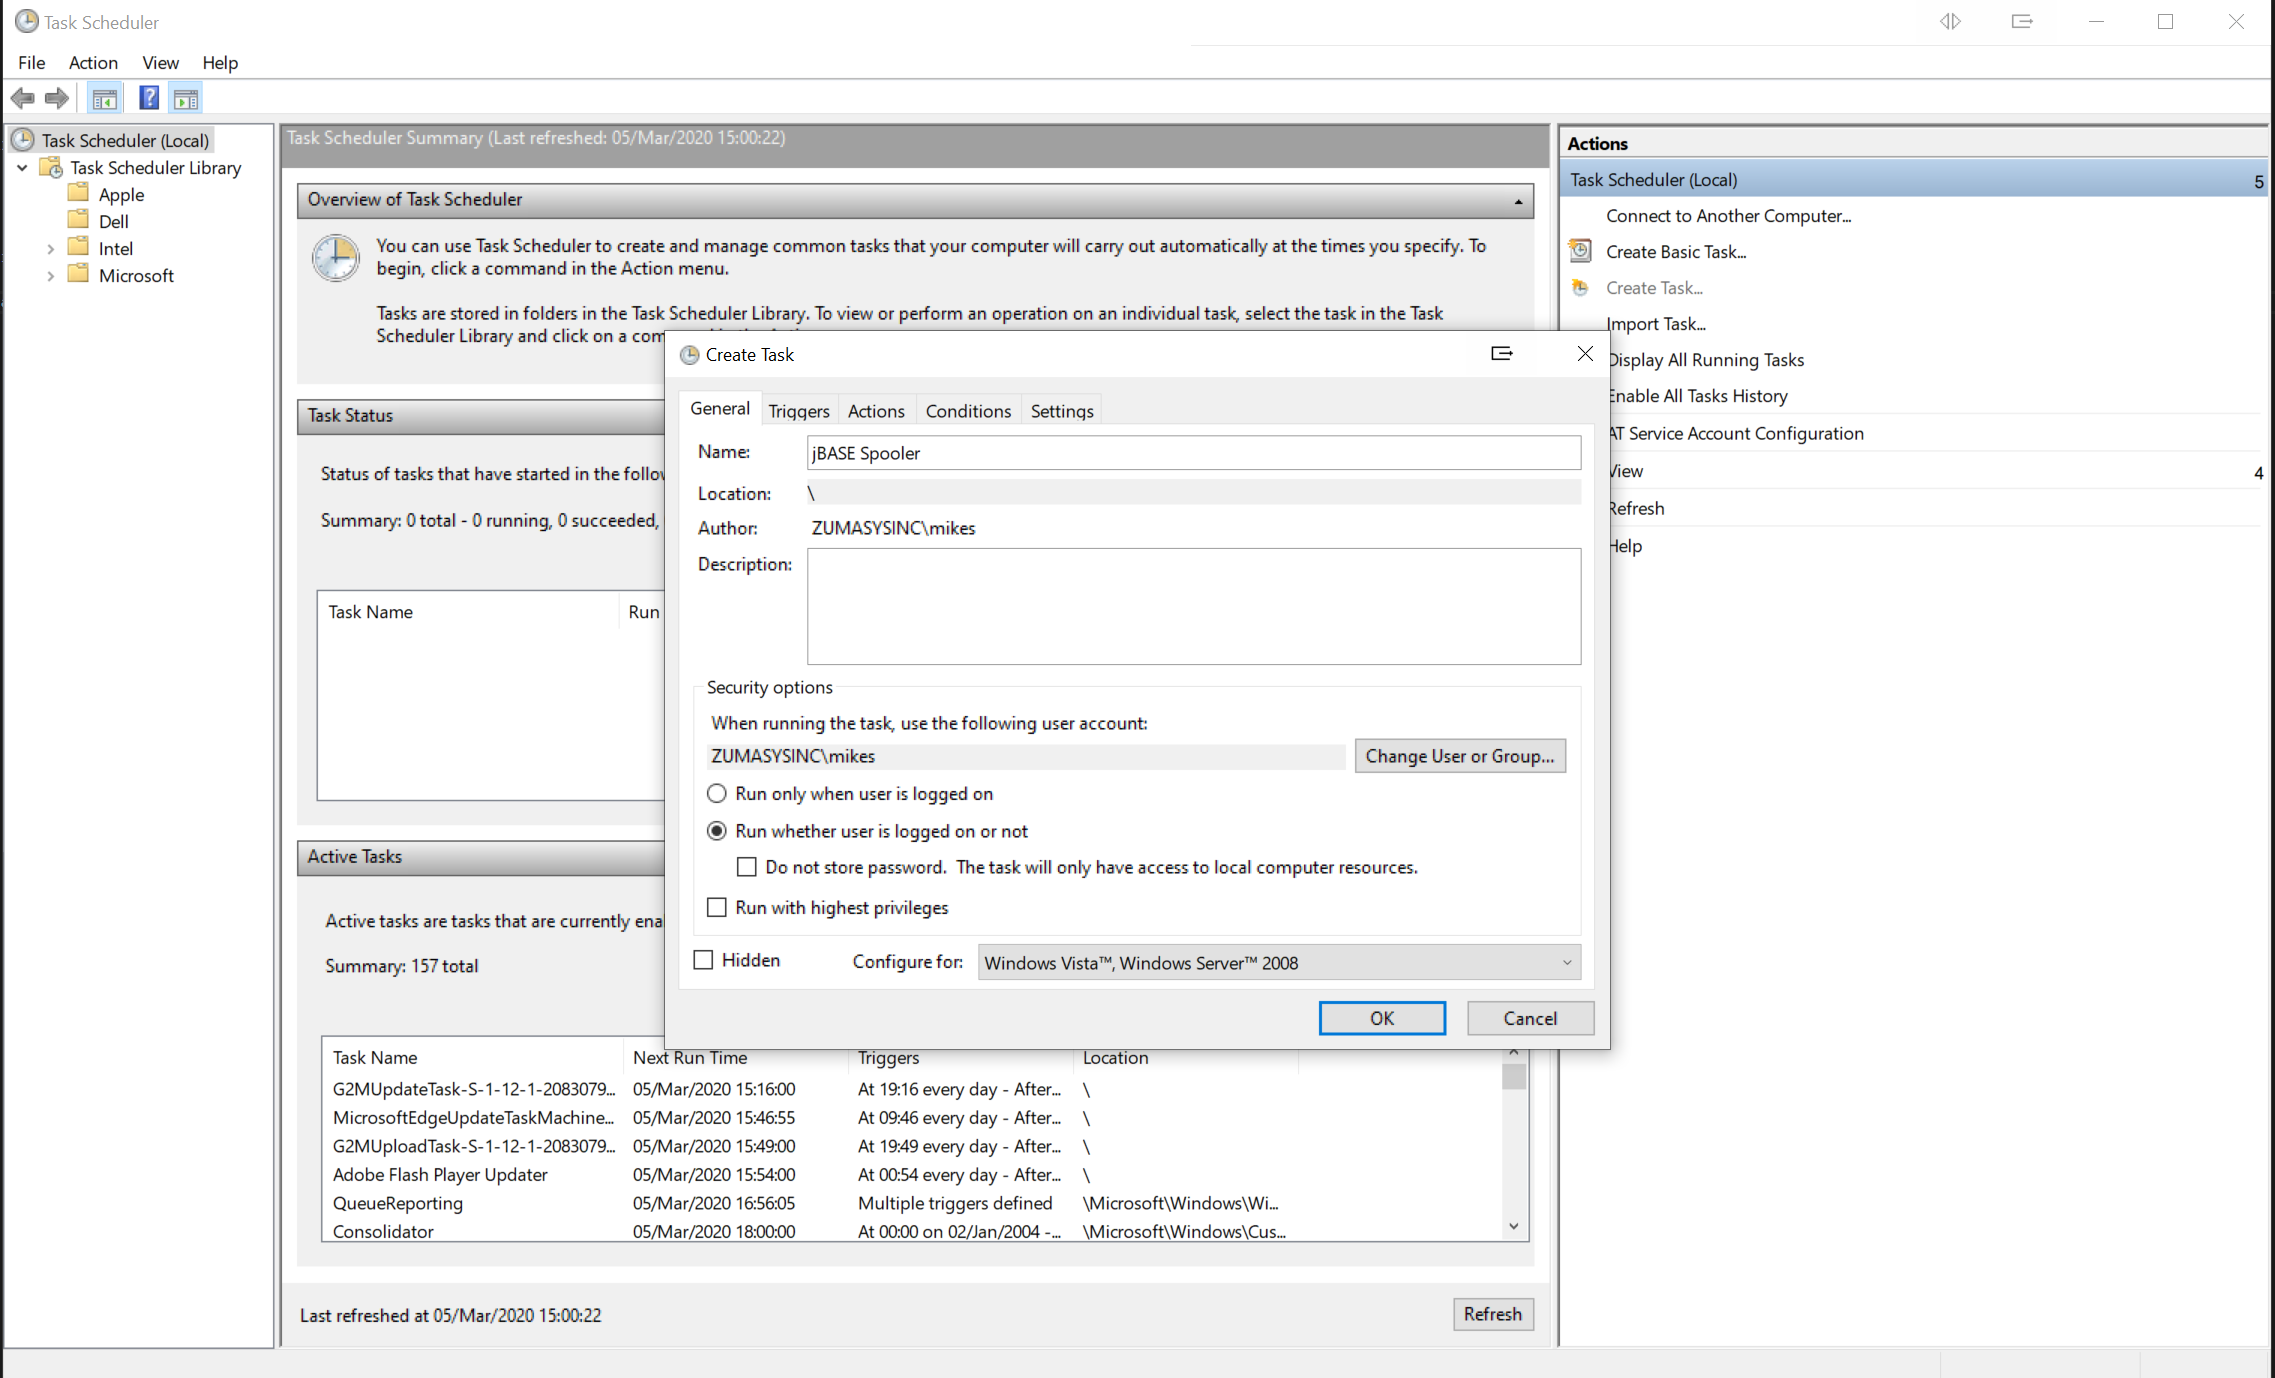 Task Scheduler
File Action View Help
Task Scheduler (Local)
Task Scheduler Library
Apple
Dell
Intel
Microsoft
Task Scheduler Summary (Last refreshed: 05/Mar/2020 15:00:22)
Overview of Task Scheduler
You can use Task Scheduler to create and manage common tasks that your computer will carry out automatically at the times you specify. To
begin, click a command in the Action menu.
Tasks are stored in folders in the Task Scheduler Library. To view or perform an operation on an individual task, select the task in the Task
Scheduler Library and click on a com
Task Status
Status of tasks that have started in the follow
Summary: 0 total - 0 running, 0 succeeded,
Task Name Run
Active Tasks
Active tasks are tasks that are currently ena
Summary: 157 total
Task Name Next Run Time Triggers Location
G2MUpdateTask-S-1-12-1-2083079... 05/Mar/2020 15:16:00 At 19:16 every day - After... \
MicrosoftEdgeUpdateTaskMachine... 05/Mar/2020 15:46:55 At 09:46 every day - After... \
G2MUploadTask-S-1-12-1-2083079... 05/Mar/2020 15:49:00 At 19:49 every day - After... \
Adobe Flash Player Updater 05/Mar/2020 15:54:00 At 00:54 every day - After... \
QueueReporting 05/Mar/2020 16:56:05 Multiple triggers defined \Microsoft\Windows\Wi...
Consolidator 05/Mar/2020 18:00:00 At 00:00 on 02/Jan/2004 -... \Microsoft\Windows\Cus...
Last refreshed at 05/Mar/2020 15:00:22
Refresh
Create Task
General Triggers Actions Conditions Settings
Name: jBASE Spooler
Location: \
Author: ZUMASYSINC\mikes
Description:
Security options
When running the task, use the following user account:
ZUMASYSINC\mikes
Change User or Group...
Run only when user is logged on
Run whether user is logged on or not
Do not store password. The task will only have access to local computer resources.
Run with highest privileges
Hidden
Configure for: Windows Vista™, Windows Server™ 2008
OK Cancel
Actions
Task Scheduler (Local) 5
Connect to Another Computer...
Create Basic Task...
Create Task...
Import Task...
Display All Running Tasks
Enable All Tasks History
AT Service Account Configuration
View 4
Refresh
Help